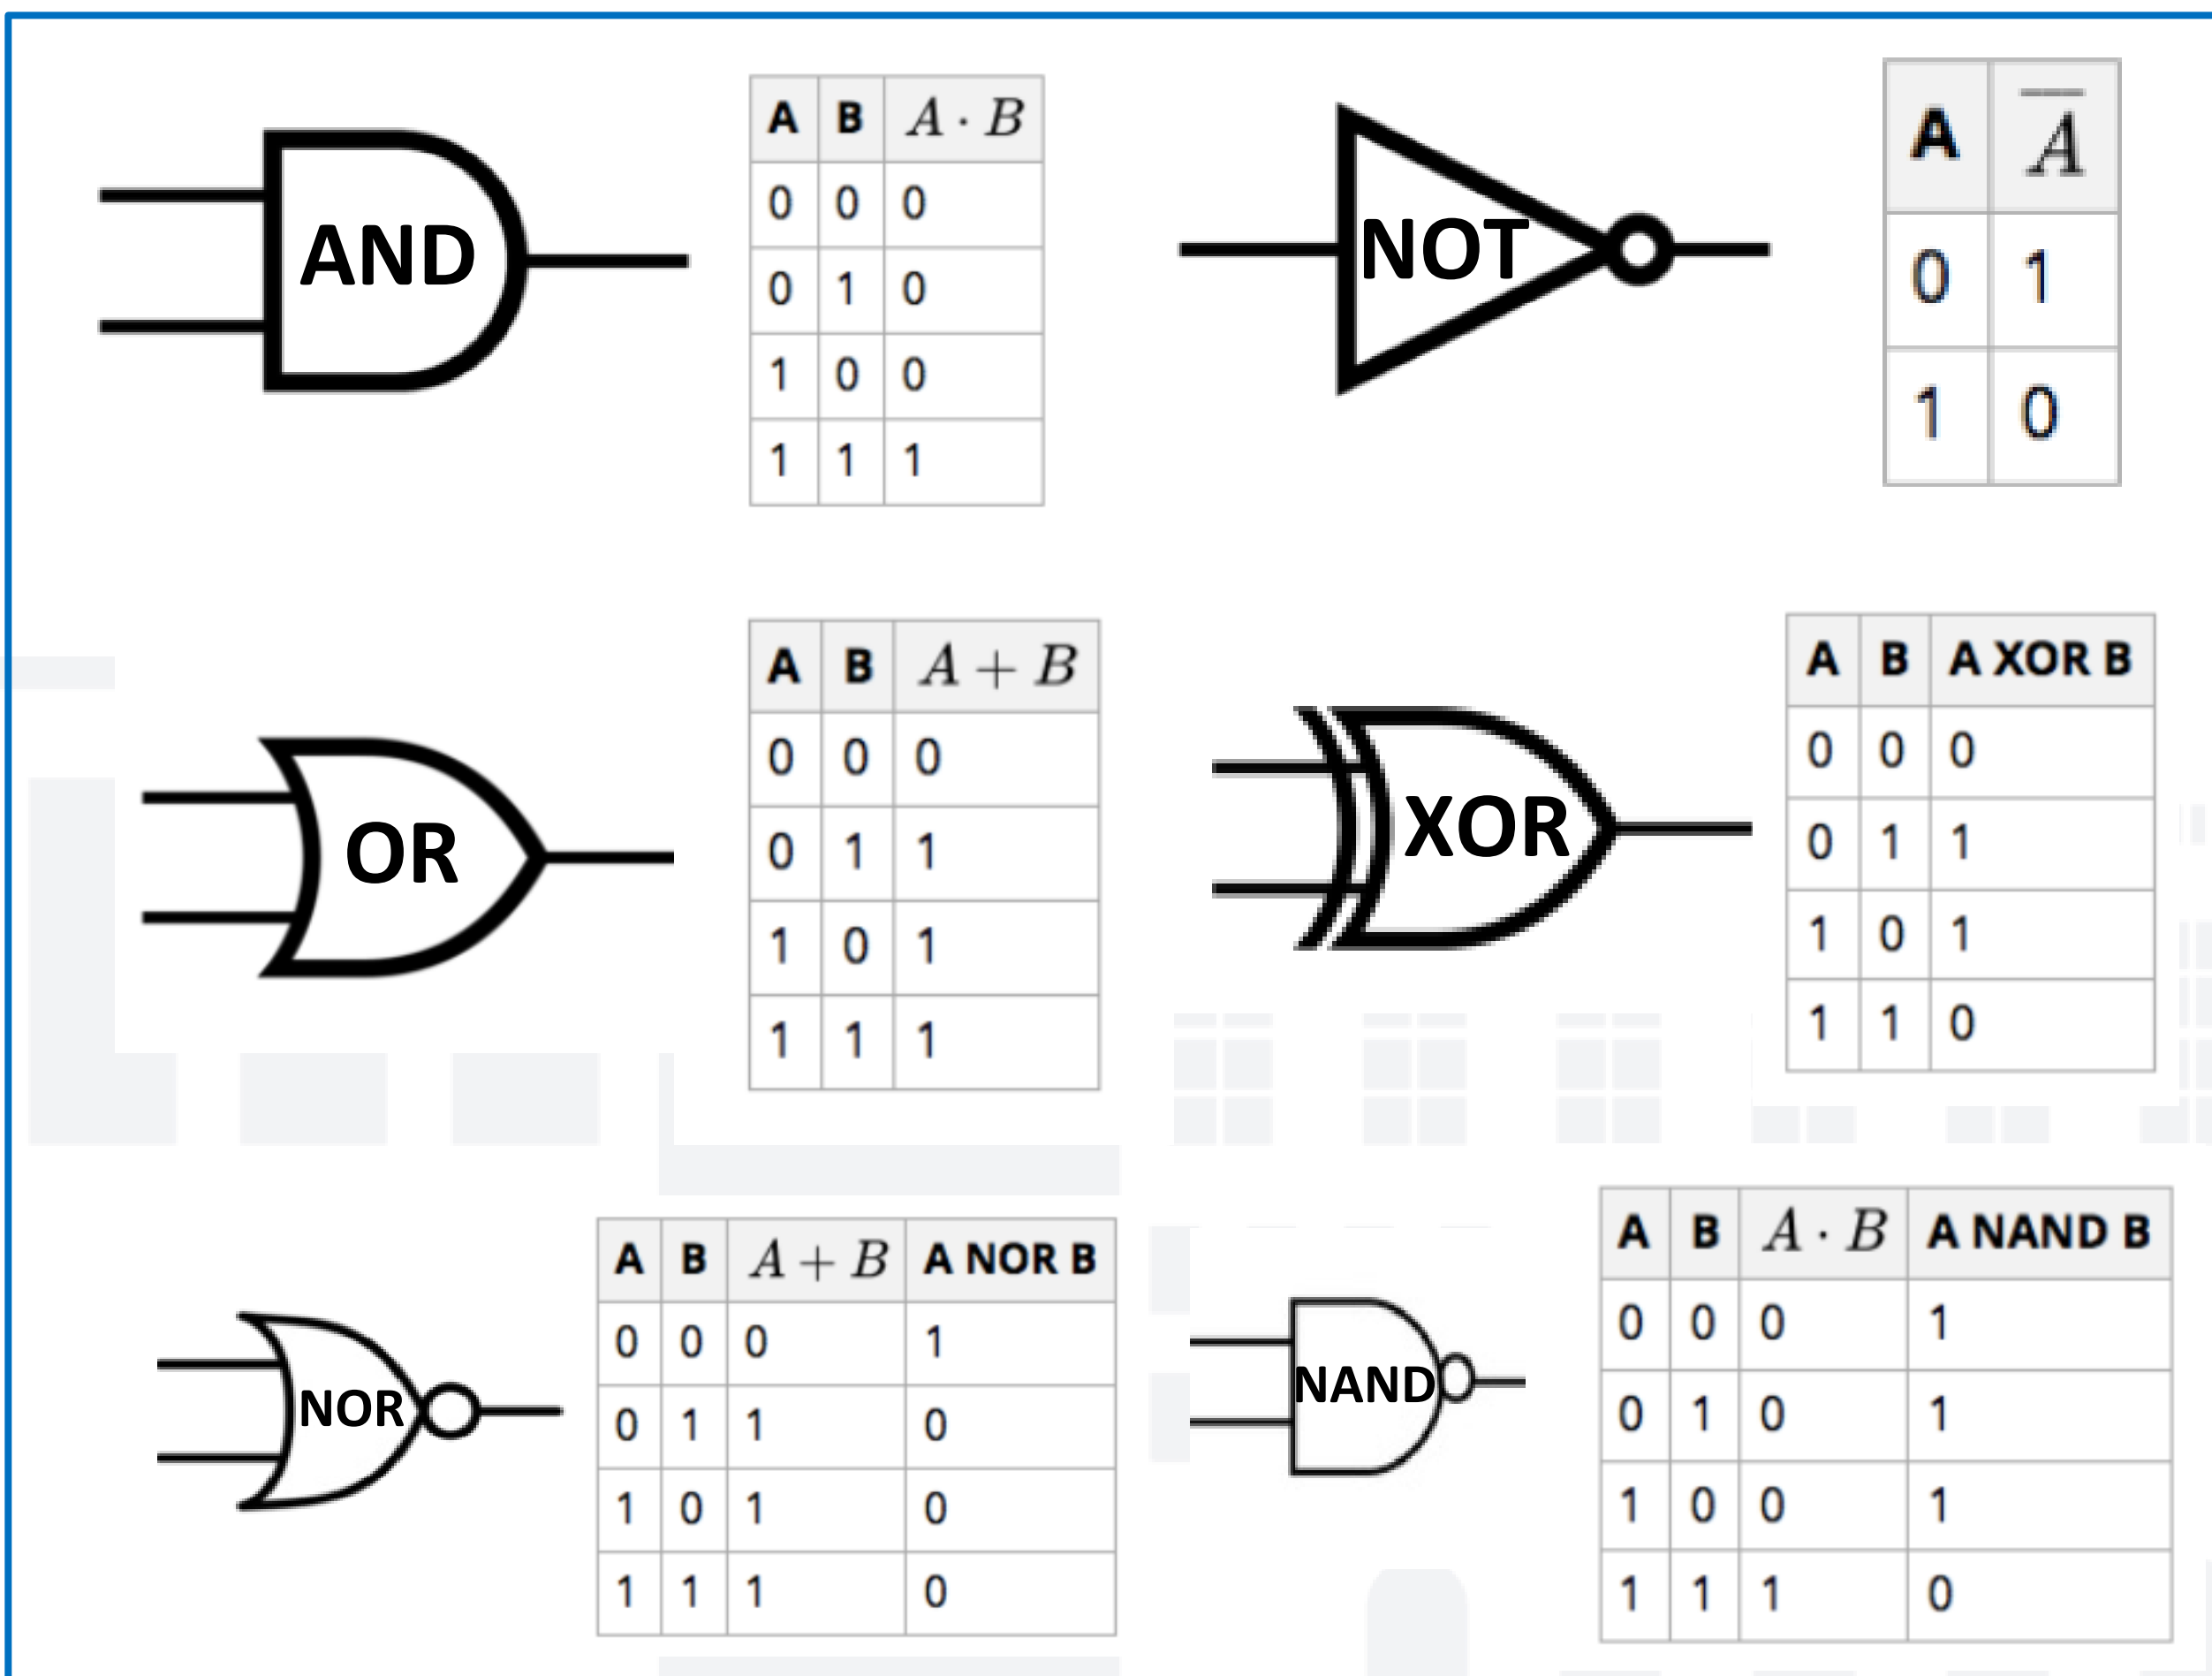 AND
A B A · B
0 0 0
0 1 0
1 0 0
1 1 1
NOT
A A̅
0 1
1 0
OR
A B A + B
0 0 0
0 1 1
1 0 1
1 1 1
XOR
A B A XOR B
0 0 0
0 1 1
1 0 1
1 1 0
NOR
A B A + B A NOR B
0 0 0 1
0 1 1 0
1 0 1 0
1 1 1 0
NAND
A B A · B A NAND B
0 0 0 1
0 1 0 1
1 0 0 1
1 1 1 0